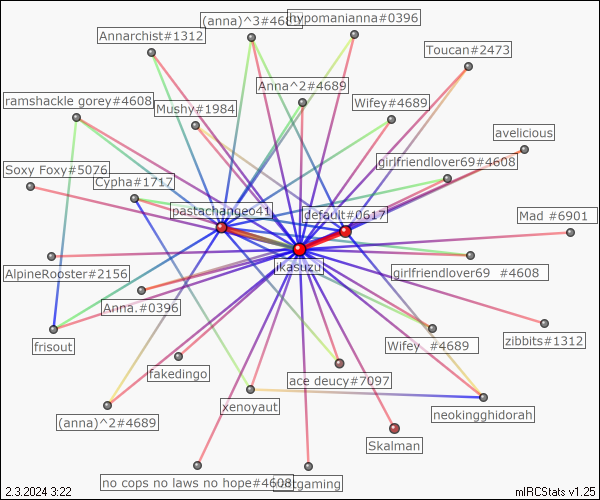 (anna)^3#468
hypomanianna#0396
Annarchist#1312
Toucan#2473
Anna^2#4689
ramshackle gorey#4608
Mushy#1984
Wifey#4689
avelicious
girlfriendlover69#4608
Soxy Foxy#5076
Cypha#1717
pastachangeo41
default#0617
Mad #6901
ikasuzu
AlpineRooster#2156
girlfriendlover69 #4608
Anna.#0396
frisout
Wifey #4689
zibbits#1312
fakedingo
ace deucy#7097
xenoyaut
neokingghidorah
(anna)^2#4689
Skalman
no cops no laws no hope#4608
tgaming
2.3.2024 3:22
mIRCStats v1.25